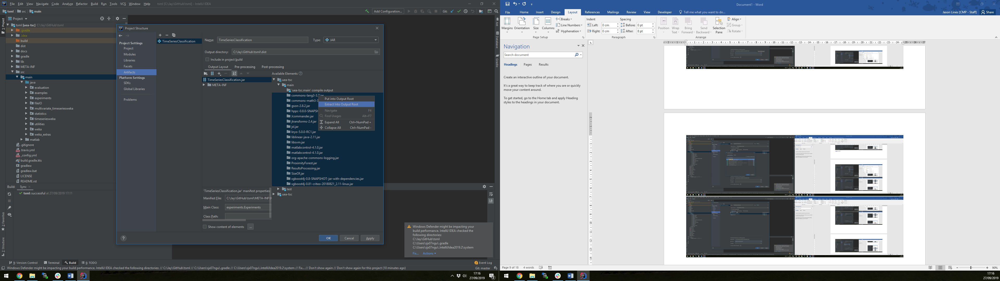 File Edit View Navigate Code Analyze Refactor Build Run Tools VCS Window Help tsml [C:\Jay\GitHub\tsml] - IntelliJ IDEA
tsml src main
Add Configuration... Git:
Project
tsml [uea-tsc] C:\Jay\GitHub\tsml
.gradle
.idea
build
dist
docs
gradle
lib
META-INF
src
main
java
evaluation
examples
experiments
fileIO
multivariate_timeseriesweka
statistics
timeseriesweka
utilities
weka
weka_extras
matlab
.gitignore
.travis.yml
_config.yml
build.gradle.kts
gradlew
gradlew.bat
LICENSE
README.rst
1: Project
2: Favorites
7: Structure
Ant
Database
Gradle
Project Structure
Project Settings
Project
Modules
Libraries
Facets
Artifacts
Platform Settings
SDKs
Global Libraries
Problems
TimeSeriesClassification
Name: TimeSeriesClassification Type: JAR
Output directory: C:\Jay\GitHub\tsml\dist
Include in project build
Output Layout Pre-processing Post-processing
Available Elements
TimeSeriesClassification.jar
META-INF
uea-tsc
main
'uea-tsc.main' compile output
commons-lang3-3.7.jar
commons-math3-3
gson-2.8.2.jar
hppc-0.8.0-SNAPSH
Jcommander.jar
jtransforms-2.4.jar
jxl.jar
kryo-5.0.0-RC1.jar
liblinear-java-2.11.jar
libsvm.jar
matlabcontrol-4.1.0.jar
matlabcontrol-4.1.0.jar
org-apache-commons-logging.jar
ProximityForest.jar
ResultsProcessing.jar
SizeOf.jar
xgboost4j-0.8-SNAPSHOT-jar-with-dependencies.jar
xgboost4j-0.81-criteo-20180821_2.11-linux.jar
test
uea-tsc
Put into Output Root
Extract Into Output Root
Navigate F4
Find Usages Alt+F7
Expand All Ctrl+NumPad +
Collapse All Ctrl+NumPad -
'TimeSeriesClassification.jar' manifest properties:
Manifest File: C:\Jay\GitHub\tsml\META-INF\M
Main Class: experiments.Experiments
Class Path:
Show content of elements ...
OK Cancel Apply
Build: Sync
tsml: successful at 27/09/2019 17:11
Windows Defender might be impacting your
build performance. IntelliJ IDEA checked the
following directories:
C:\Jay\GitHub\tsml
C:\Users\sjx07ngu\.gradle
C:\Users\sjx07ngu\.IntelliJIdea2019.2\system
Fix... Actions
9: Version Control Terminal Build 6: TODO 2 Event Log
Windows Defender might be impacting your build performance. IntelliJ IDEA checked the following directories: // C:\Jay\GitHub\tsml // C:\Users\sjx07ngu\.gradle // C:\Users\sjx07ngu\.IntelliJIdea2019.2\system // Fix... // Don't show again // Don't show again for this project (10 minutes ago) Git: master
17:16
27/09/2019
Document1 - Word
File Home Insert Design Layout References Mailings Review View Developer Tell me what you want to do... Jason Lines (CMP - Staff) Share
Margins Orientation Size Columns
Breaks
Line Numbers
Hyphenation
Page Setup
Indent Spacing
Left: 0 cm Before: 0 pt
Right: 0 cm After: 8 pt
Paragraph
Position Wrap Text Bring Forward Send Backward Selection Pane
Align
Group
Rotate
Arrange
Navigation
Search document
Headings Pages Results
Create an interactive outline of your document.
It's a great way to keep track of where you are or quickly
move your content around.
To get started, go to the Home tab and apply Heading
styles to the headings in your document.
Page 9 of 18 4 words 90%
17:16
27/09/2019